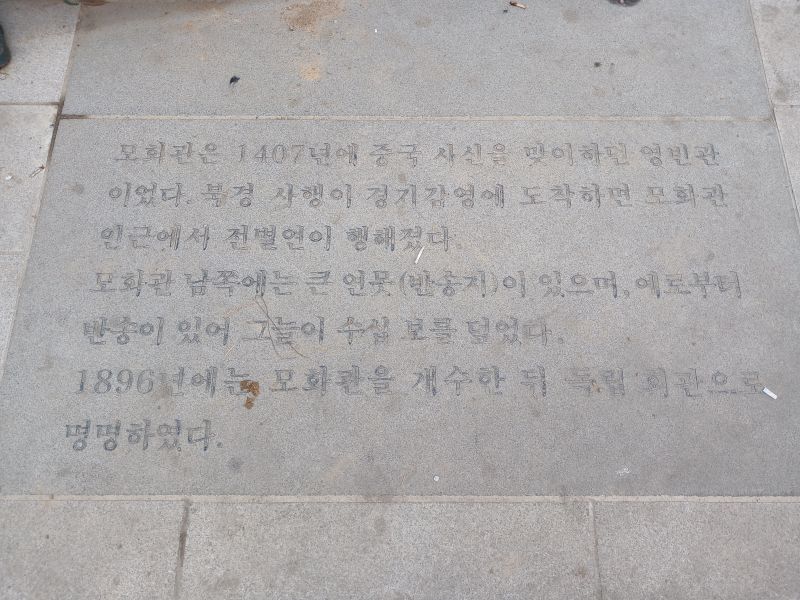 모화관은 1407년에 중국 사신을 맞이하던 영빈관
이었다. 북경 사행이 경기감영에 도착하면 모화관
인근에서 전별연이 행해졌다.
모화관 남쪽에는 큰 연못(반송지)이 있으며, 예로부터
반송이 있어 그늘이 수십 보를 덮었다.
1896년에는 모화관을 개수한 뒤 독립 회관으로
명명하였다.